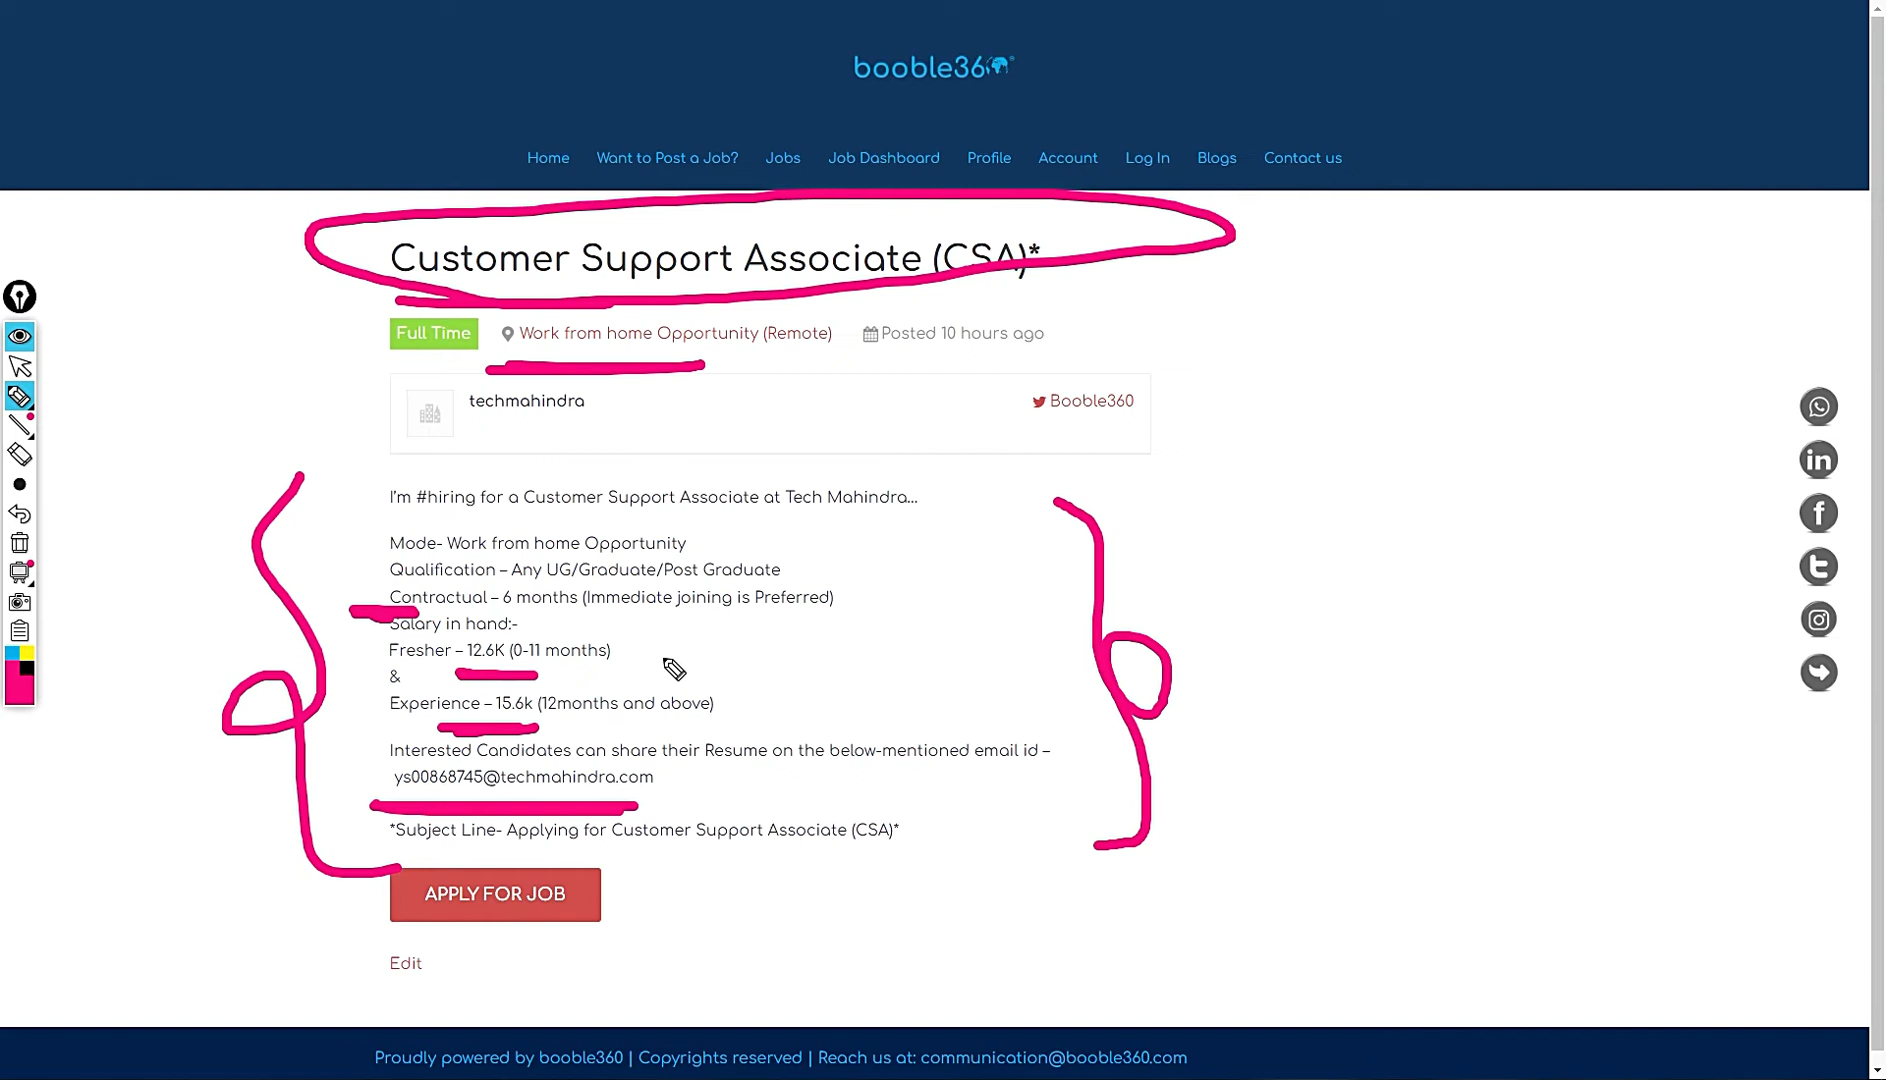 booble360
Home Want to Post a Job? Jobs Job Dashboard Profile Account Log In Blogs Contact us
Customer Support Associate (CSA)*
Full Time Work from home Opportunity (Remote) Posted 10 hours ago
techmahindra Booble360
I'm #hiring for a Customer Support Associate at Tech Mahindra...
Mode- Work from home Opportunity
Qualification – Any UG/Graduate/Post Graduate
Contractual – 6 months (Immediate joining is Preferred)
Salary in hand:-
Fresher – 12.6K (0-11 months)
&
Experience – 15.6k (12months and above)
Interested Candidates can share their Resume on the below-mentioned email id –
ys00868745@techmahindra.com
*Subject Line- Applying for Customer Support Associate (CSA)*
APPLY FOR JOB
Edit
Proudly powered by booble360 | Copyrights reserved | Reach us at: communication@booble360.com